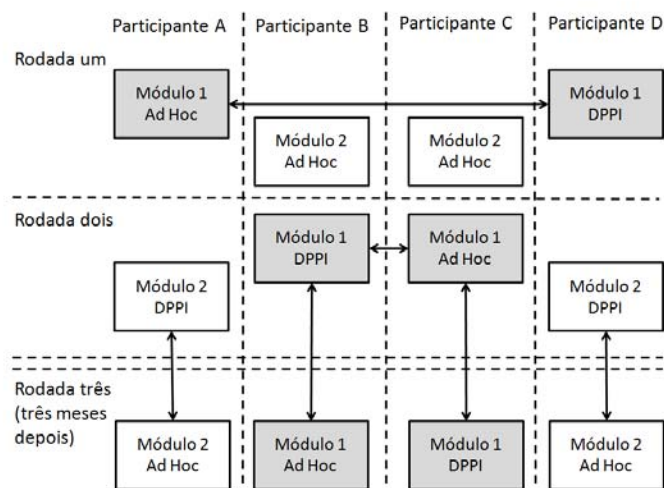 Participante A
Participante B
Participante C
Participante D
Rodada um
Módulo 1
Ad Hoc
Módulo 1
DPPI
Módulo 2
Ad Hoc
Módulo 2
Ad Hoc
Rodada dois
Módulo 1
DPPI
Módulo 1
Ad Hoc
Módulo 2
DPPI
Módulo 2
DPPI
Rodada três
(três meses
depois)
Módulo 2
Ad Hoc
Módulo 1
Ad Hoc
Módulo 1
DPPI
Módulo 2
Ad Hoc